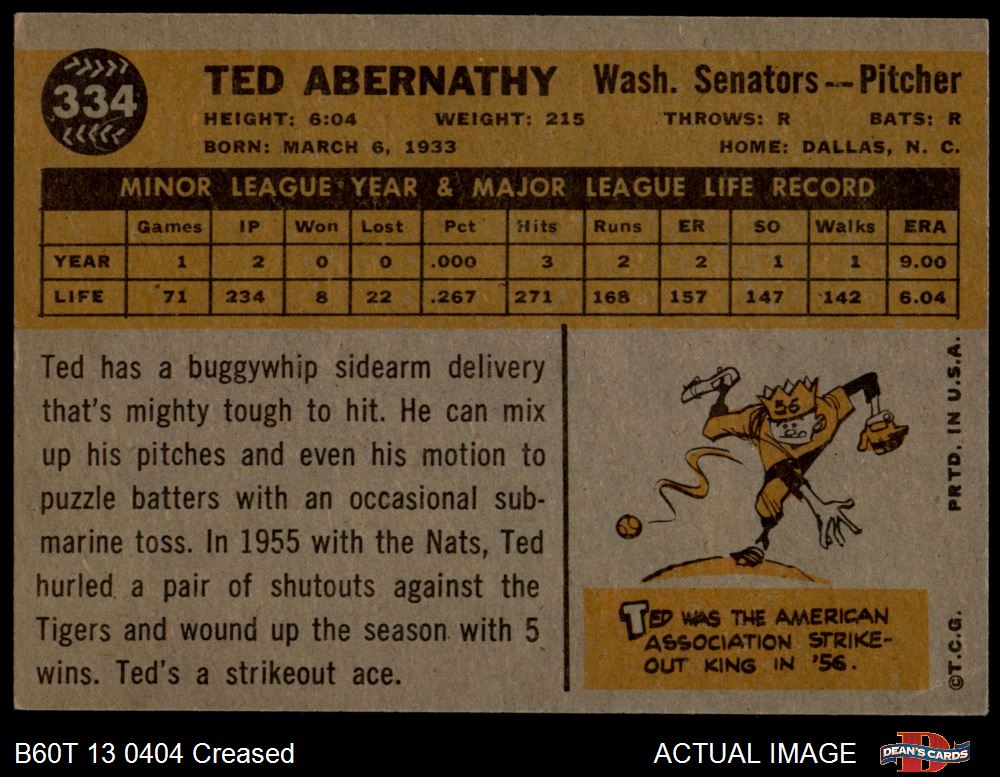 334
TED ABERNATHY Wash. Senators--Pitcher
HEIGHT: 6:04 WEIGHT: 215 THROWS: R BATS: R
BORN: MARCH 6, 1933 HOME: DALLAS, N. C.
MINOR LEAGUE YEAR & MAJOR LEAGUE LIFE RECORD
Games IP Won Lost Pct Hits Runs ER SO Walks ERA
YEAR 1 2 0 0 .000 3 2 2 1 1 9.00
LIFE 71 234 8 22 .267 271 168 157 147 142 6.04
Ted has a buggywhip sidearm delivery
that's mighty tough to hit. He can mix
up his pitches and even his motion to
puzzle batters with an occasional sub-
marine toss. In 1955 with the Nats, Ted
hurled a pair of shutouts against the
Tigers and wound up the season with 5
wins. Ted's a strikeout ace.
56
TED WAS THE AMERICAN
ASSOCIATION STRIKE-
OUT KING IN '56.
©T.C.G. PRTD. IN U.S.A.
B60T 13 0404 Creased ACTUAL IMAGE
D
DEAN'S CARDS